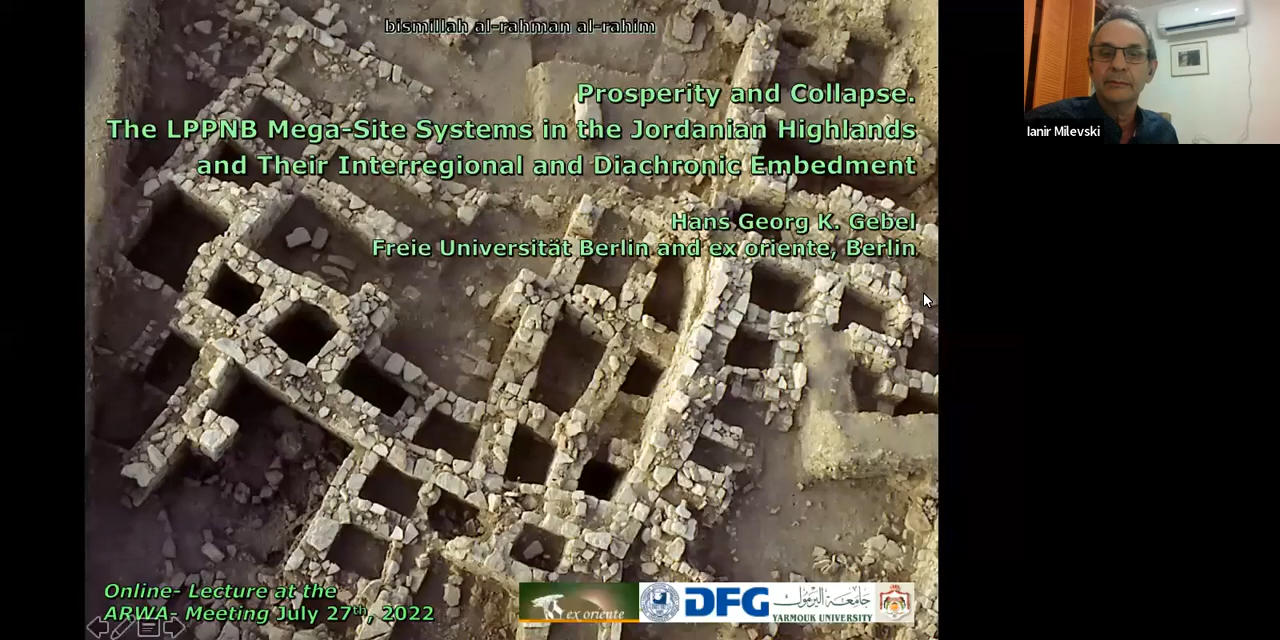 bismillah al-rahman al-rahim
Prosperity and Collapse.
The LPPNB Mega-Site Systems in the Jordanian Highlands
and Their Interregional and Diachronic Embedment
Hans Georg K. Gebel
Freie Universität Berlin and ex oriente, Berlin
Ianir Milevski
Online- Lecture at the
ARWA- Meeting July 27th, 2022
ex oriente
DFG
جامعة اليرموك
YARMOUK UNIVERSITY